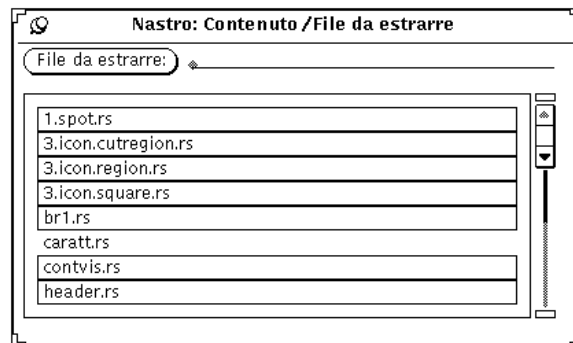 Nastro: Contenuto/File da estrarre
File da estrarre:
1.spot.rs
3.icon.cutregion.rs
3.icon.region.rs
3.icon.square.rs
br1.rs
caratt.rs
contvis.rs
header.rs